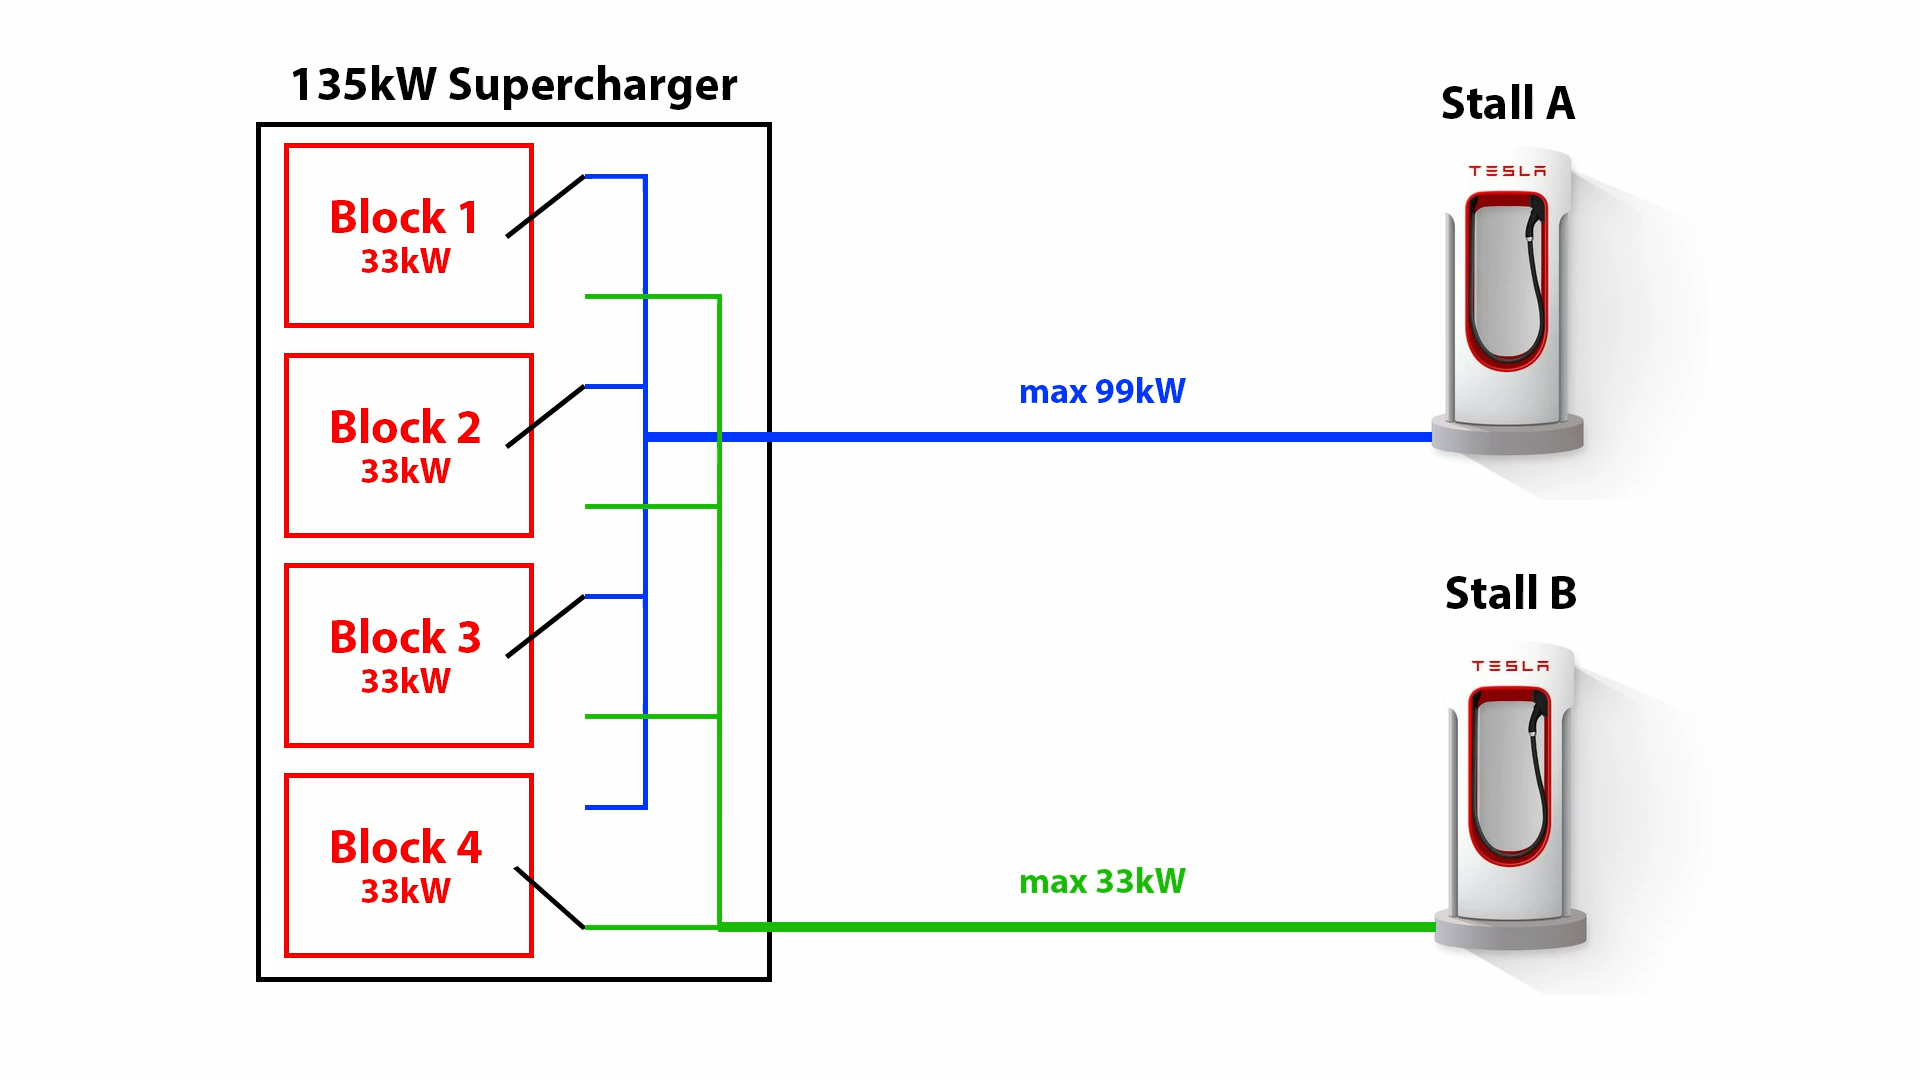 135kW Supercharger
Stall A
TESLA
Block 1
33kW
max 99kW
Block 2
33kW
Stall B
Block 3
33kW
TESLA
Block 4
33kW
max 33kW